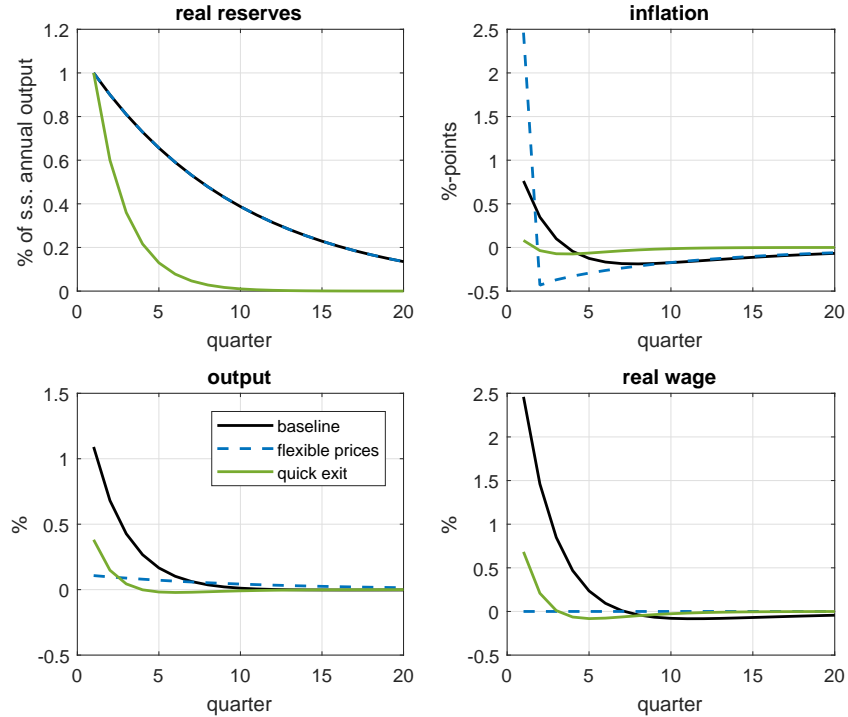 real reserves
% of s.s. annual output
1.2
1
0.8
0.6
0.4
0.2
0
0 5 10 15 20
quarter
inflation
%-points
2.5
2
1.5
1
0.5
0
-0.5
0 5 10 15 20
quarter
output
%
1.5
1
0.5
0
-0.5
baseline
flexible prices
quick exit
0 5 10 15 20
quarter
real wage
%
2.5
2
1.5
1
0.5
0
-0.5
0 5 10 15 20
quarter